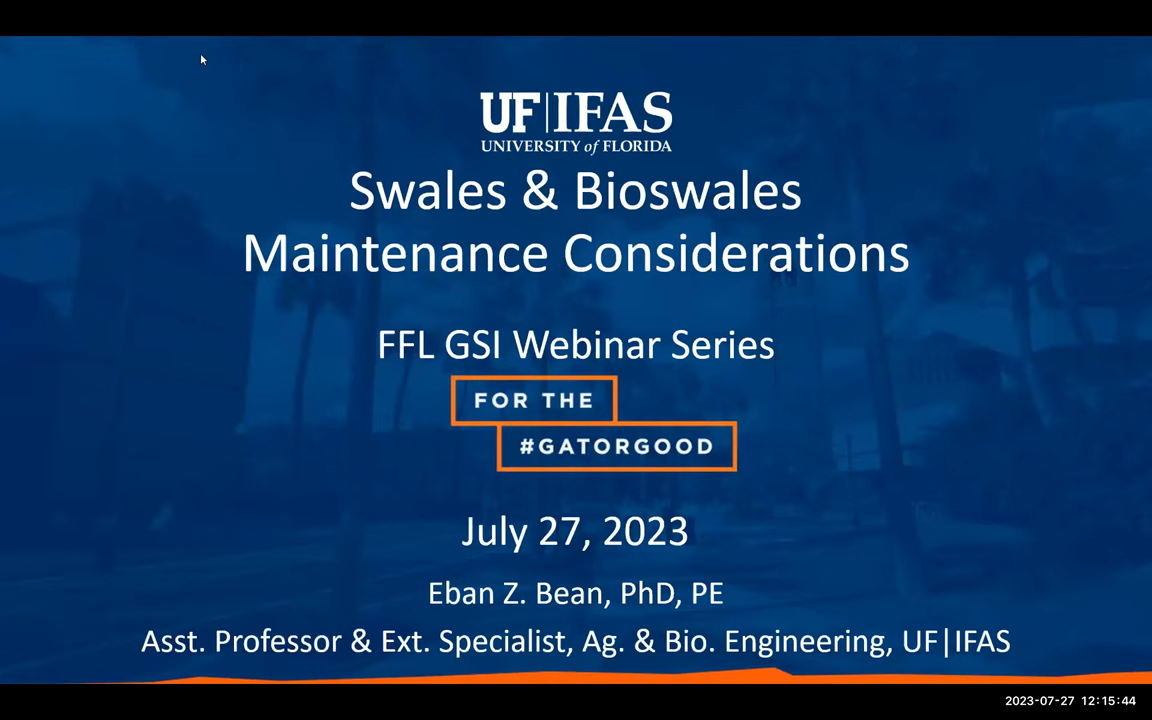 UF|IFAS
UNIVERSITY of FLORIDA
Swales & Bioswales
Maintenance Considerations
FFL GSI Webinar Series
FOR THE
#GATORGOOD
July 27, 2023
Eban Z. Bean, PhD, PE
Asst. Professor & Ext. Specialist, Ag. & Bio. Engineering, UF|IFAS
2023-07-27 12:15:44